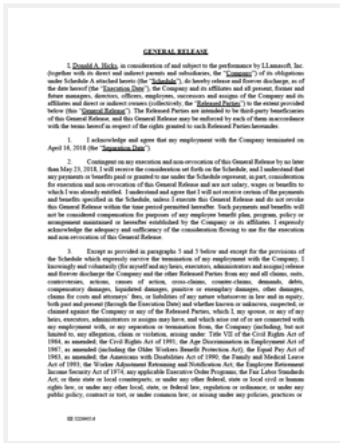 GENERAL RELEASE
I, Donald A. Hicks, in consideration of and subject to the performance by LLamasoft, Inc.
(together with its direct and indirect parents and subsidiaries, the "Company") of its obligations
under Schedule A attached hereto (the "Schedule"), do hereby release and forever discharge, as of
the date hereof (the "Execution Date"), the Company and its affiliates and all present, former and
future managers, directors, officers, employees, successors and assigns of the Company and its
affiliates and direct or indirect owners (collectively, the "Released Parties") to the extent provided
below (this "General Release"). The Released Parties are intended to be third-party beneficiaries
of this General Release, and this General Release may be enforced by each of them in accordance
with the terms hereof in respect of the rights granted to such Released Parties hereunder.
1. I acknowledge and agree that my employment with the Company terminated on
April 16, 2018 (the "Separation Date").
2. Contingent on my execution and non-revocation of this General Release by no later
than May 23, 2018, I will receive the consideration set forth on the Schedule, and I understand that
any payments or benefits paid or granted to me under the Schedule represent, in part, consideration
for execution and non-revocation of this General Release and are not salary, wages or benefits to
which I was already entitled. I understand and agree that I will not receive certain of the payments
and benefits specified in the Schedule, unless I execute this General Release and do not revoke
this General Release within the time period permitted hereafter. Such payments and benefits will
not be considered compensation for purposes of any employee benefit plan, program, policy or
arrangement maintained or hereafter established by the Company or its affiliates. I expressly
acknowledge the adequacy and sufficiency of the consideration flowing to me for the execution
and non-revocation of this General Release.
3. Except as provided in paragraphs 5 and 7 below and except for the provisions of
the Schedule which expressly survive the termination of my employment with the Company, I
knowingly and voluntarily (for myself and my heirs, executors, administrators and assigns) release
and forever discharge the Company and the other Released Parties from any and all claims, suits,
controversies, actions, causes of action, cross-claims, counter-claims, demands, debts,
compensatory damages, liquidated damages, punitive or exemplary damages, other damages,
claims for costs and attorneys' fees, or liabilities of any nature whatsoever in law and in equity,
both past and present (through the Execution Date) and whether known or unknown, suspected, or
claimed against the Company or any of the Released Parties which I, my spouse, or any of my
heirs, executors, administrators or assigns may have, and which arise out of or are connected with
my employment with, or my separation or termination from, the Company (including, but not
limited to, any allegation, claim or violation, arising under: Title VII of the Civil Rights Act of
1964, as amended; the Civil Rights Act of 1991; the Age Discrimination in Employment Act of
1967, as amended (including the Older Workers Benefit Protection Act); the Equal Pay Act of
1963, as amended; the Americans with Disabilities Act of 1990; the Family and Medical Leave
Act of 1993; the Worker Adjustment Retraining and Notification Act; the Employee Retirement
Income Security Act of 1974; any applicable Executive Order Programs; the Fair Labor Standards
Act; or their state or local counterparts; or under any other federal, state or local civil or human
rights law, or under any other local, state, or federal law, regulation or ordinance; or under any
public policy, contract or tort, or under common law; or arising under any policies, practices or